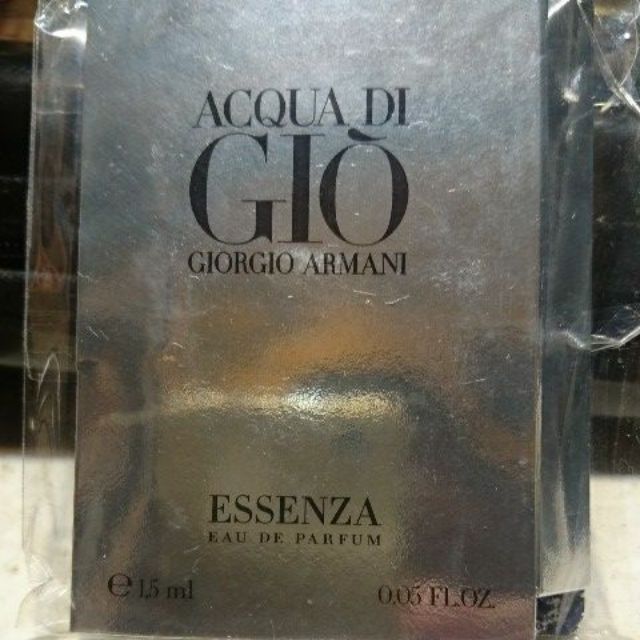 ACQUA DI
GIÒ
GIORGIO ARMANI
ESSENZA
EAU DE PARFUM
℮ 1,5 ml 0.05 FL.OZ.